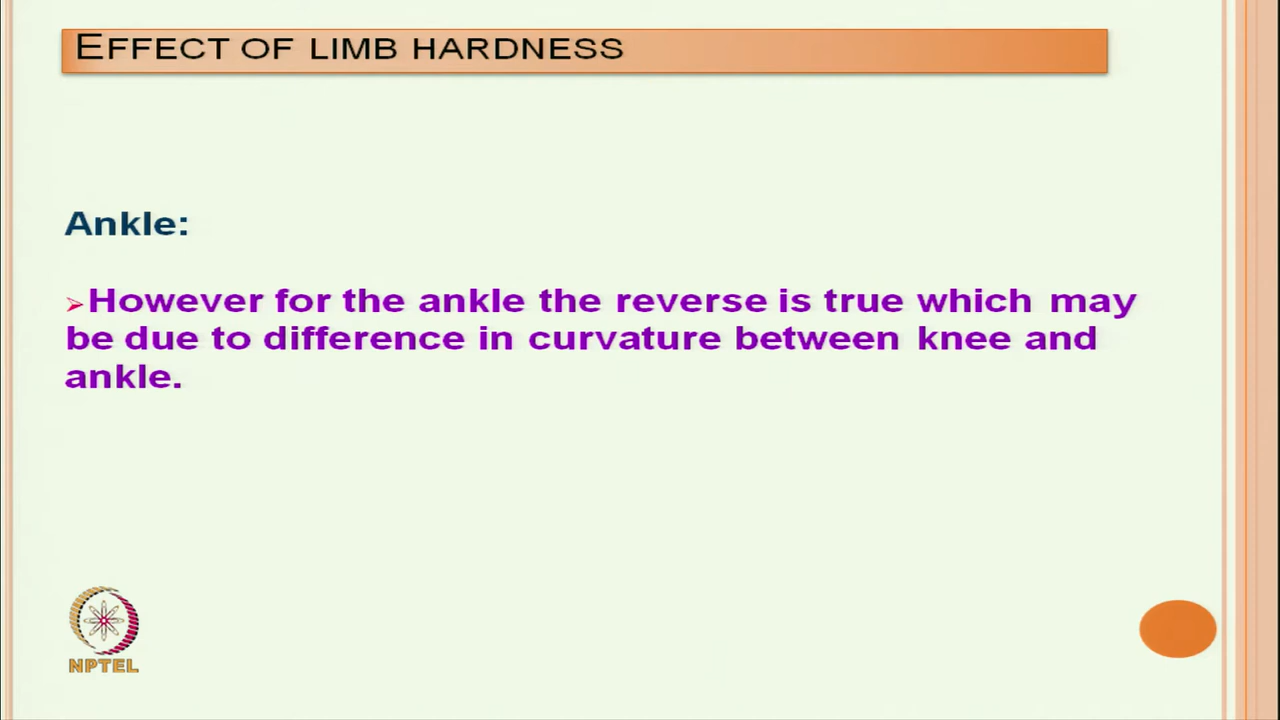 EFFECT OF LIMB HARDNESS
Ankle:
➢However for the ankle the reverse is true which may
be due to difference in curvature between knee and
ankle.
NPTEL